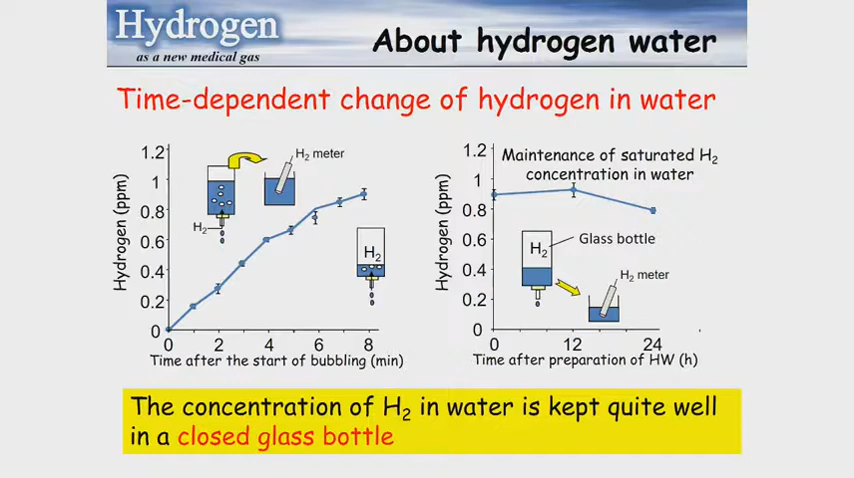 Hydrogen
as a new medical gas
About hydrogen water
Time-dependent change of hydrogen in water
Hydrogen (ppm)
1.2
1
0.8
0.6
0.4
0.2
0
H2 meter
H2
H2
0 2 4 6 8
Time after the start of bubbling (min)
Hydrogen (ppm)
1.2
1
0.8
0.6
0.4
0.2
0
Maintenance of saturated H2
concentration in water
H2
Glass bottle
H2 meter
0 12 24
Time after preparation of HW (h)
The concentration of H2 in water is kept quite well
in a closed glass bottle